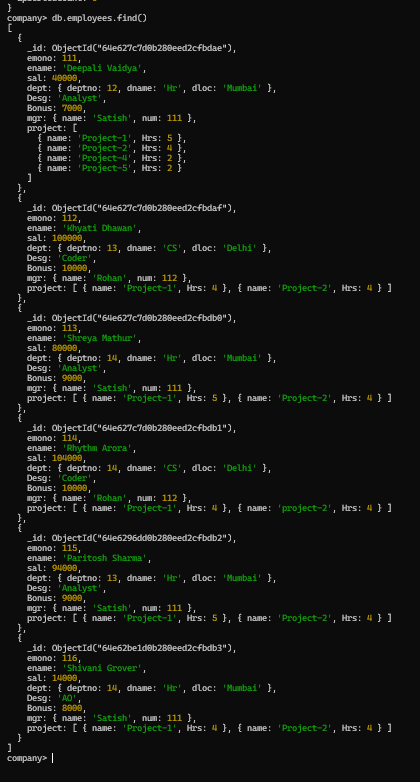 }
company> db.employees.find()
[
  {
    _id: ObjectId("64e627c7d0b280eed2cfbdae"),
    emono: 111,
    ename: 'Deepali Vaidya',
    sal: 40000,
    dept: { deptno: 12, dname: 'Hr', dloc: 'Mumbai' },
    Desg: 'Analyst',
    Bonus: 7000,
    mgr: { name: 'Satish', num: 111 },
    project: [
      { name: 'Project-1', Hrs: 5 },
      { name: 'Project-2', Hrs: 4 },
      { name: 'Project-4', Hrs: 2 },
      { name: 'Project-5', Hrs: 2 }
    ]
  },
  {
    _id: ObjectId("64e627c7d0b280eed2cfbdaf"),
    emono: 112,
    ename: 'Khyati Dhawan',
    sal: 100000,
    dept: { deptno: 13, dname: 'CS', dloc: 'Delhi' },
    Desg: 'Coder',
    Bonus: 10000,
    mgr: { name: 'Rohan', num: 112 },
    project: [ { name: 'Project-1', Hrs: 4 }, { name: 'Project-2', Hrs: 4 } ]
  },
  {
    _id: ObjectId("64e627c7d0b280eed2cfbdb0"),
    emono: 113,
    ename: 'Shreya Mathur',
    sal: 80000,
    dept: { deptno: 14, dname: 'Hr', dloc: 'Mumbai' },
    Desg: 'Analyst',
    Bonus: 9000,
    mgr: { name: 'Satish', num: 111 },
    project: [ { name: 'Project-1', Hrs: 5 }, { name: 'Project-2', Hrs: 4 } ]
  },
  {
    _id: ObjectId("64e627c7d0b280eed2cfbdb1"),
    emono: 114,
    ename: 'Rhythm Arora',
    sal: 104000,
    dept: { deptno: 14, dname: 'CS', dloc: 'Delhi' },
    Desg: 'Coder',
    Bonus: 10000,
    mgr: { name: 'Rohan', num: 112 },
    project: [ { name: 'Project-1', Hrs: 4 }, { name: 'project-2', Hrs: 4 } ]
  },
  {
    _id: ObjectId("64e6296dd0b280eed2cfbdb2"),
    emono: 115,
    ename: 'Paritosh Sharma',
    sal: 94000,
    dept: { deptno: 13, dname: 'Hr', dloc: 'Mumbai' },
    Desg: 'Analyst',
    Bonus: 9000,
    mgr: { name: 'Satish', num: 111 },
    project: [ { name: 'Project-1', Hrs: 5 }, { name: 'Project-2', Hrs: 4 } ]
  },
  {
    _id: ObjectId("64e62be1d0b280eed2cfbdb3"),
    emono: 116,
    ename: 'Shivani Grover',
    sal: 14000,
    dept: { deptno: 14, dname: 'Hr', dloc: 'Mumbai' },
    Desg: 'AO',
    Bonus: 8000,
    mgr: { name: 'Satish', num: 111 },
    project: [ { name: 'Project-1', Hrs: 4 }, { name: 'Project-2', Hrs: 4 } ]
  }
]
company>